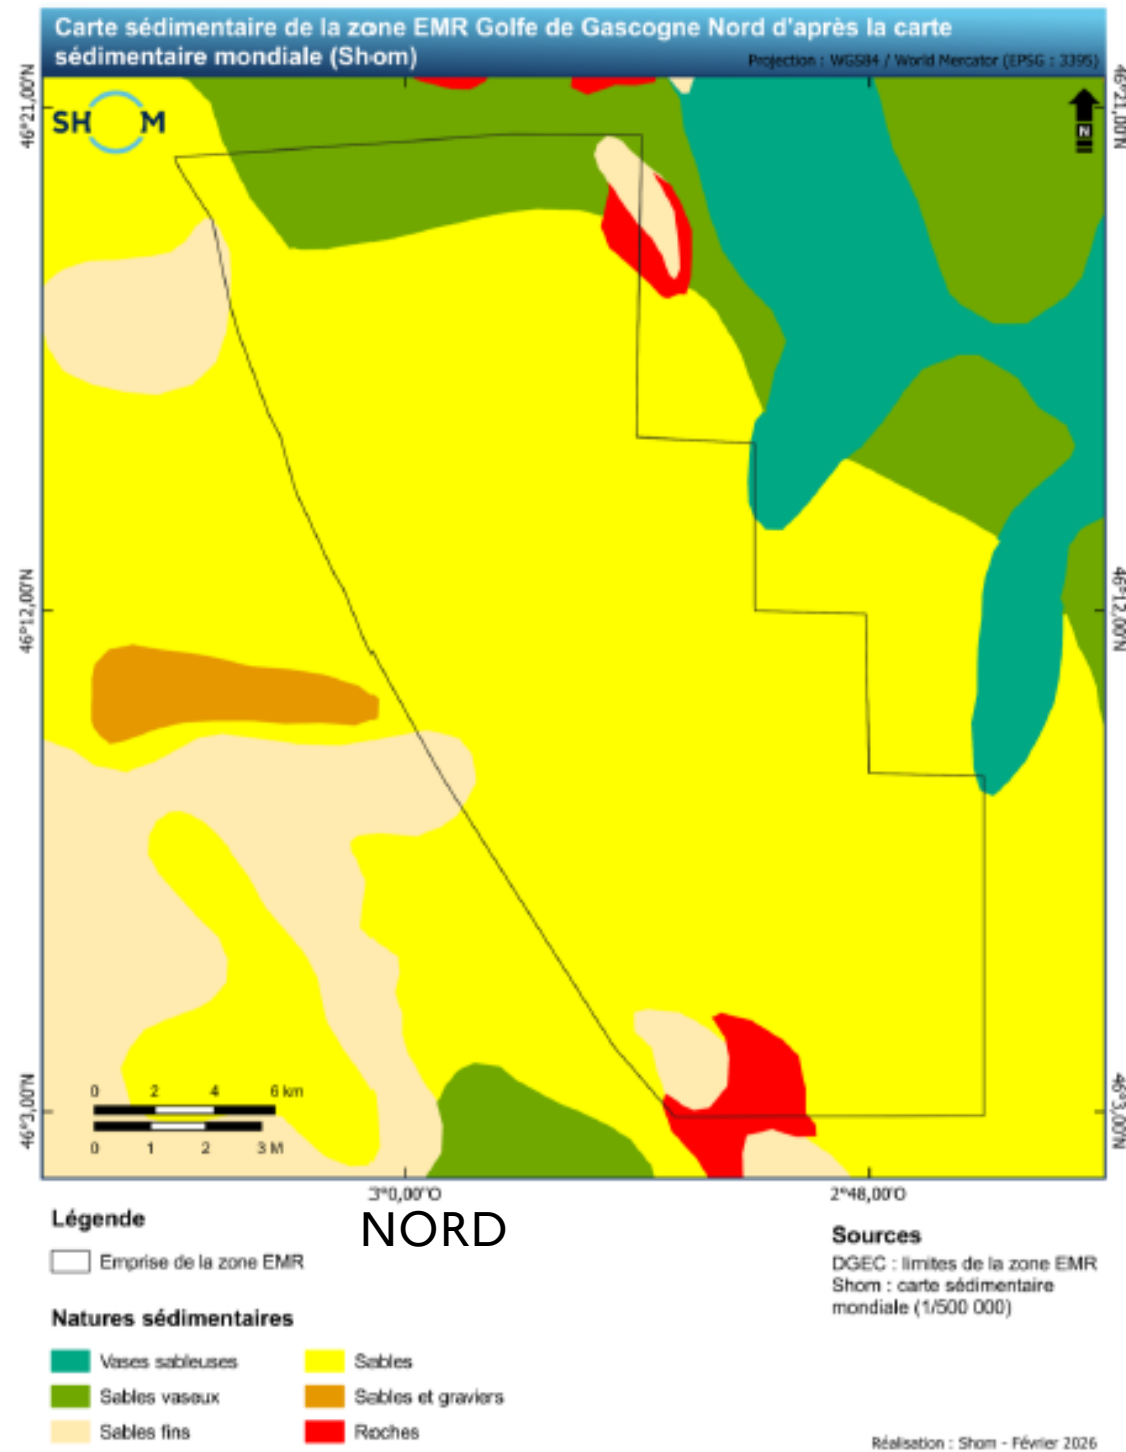 Carte sédimentaire de la zone EMR Golfe de Gascogne Nord d'après la carte
sédimentaire mondiale (Shom)
Projection : WGS84 / World Mercator (EPSG : 3395)
46°21,00'N
46°21,00'N
SHOM
N
46°12,00'N
46°12,00'N
0 2 4 6 km
0 1 2 3 M
46°3,00'N
46°3,00'N
3°0,00'O
2°48,00'O
NORD
Légende
Emprise de la zone EMR
Sources
DGEC : limites de la zone EMR
Shom : carte sédimentaire
mondiale (1/500 000)
Natures sédimentaires
Vases sableuses
Sables
Sables vaseux
Sables et graviers
Sables fins
Roches
Réalisation : Shom - Février 2026